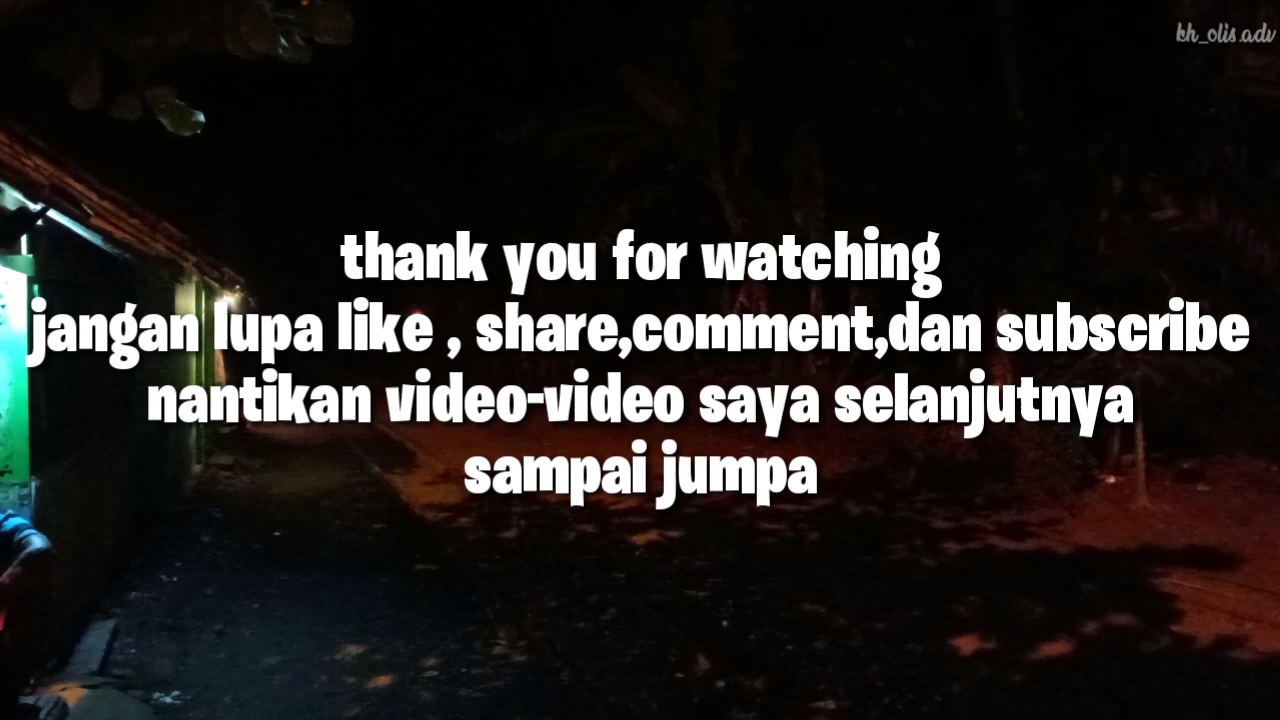 kh_olis.adv
thank you for watching
jangan lupa like , share,comment,dan subscribe
nantikan video-video saya selanjutnya
sampai jumpa